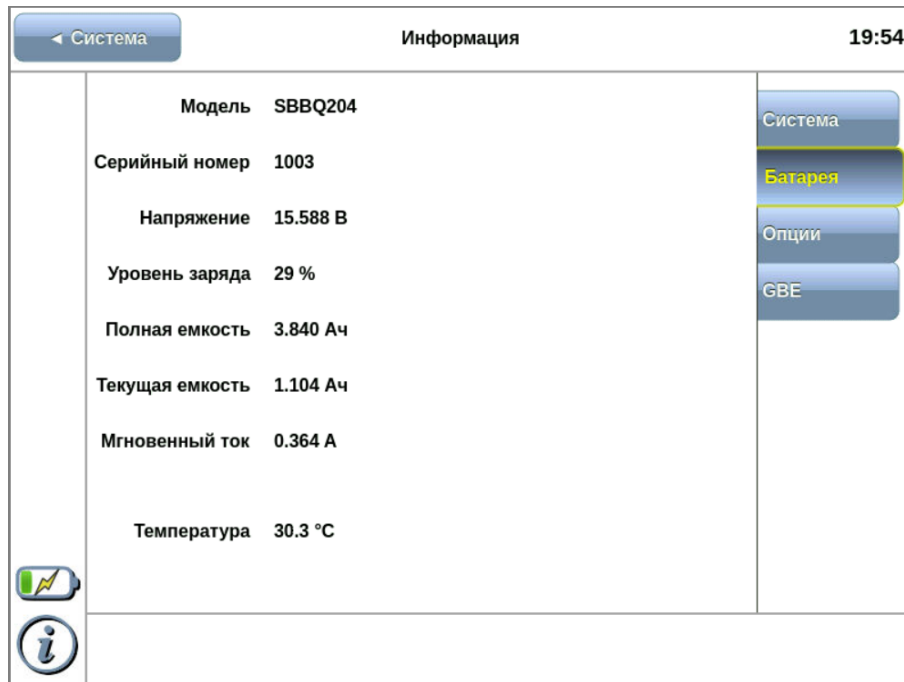 ◄ Система Информация 19:54
Модель SBBQ204
Серийный номер 1003
Напряжение 15.588 В
Уровень заряда 29 %
Полная емкость 3.840 Ач
Текущая емкость 1.104 Ач
Мгновенный ток 0.364 А
Температура 30.3 °C
Система
Батарея
Опции
GBE
i